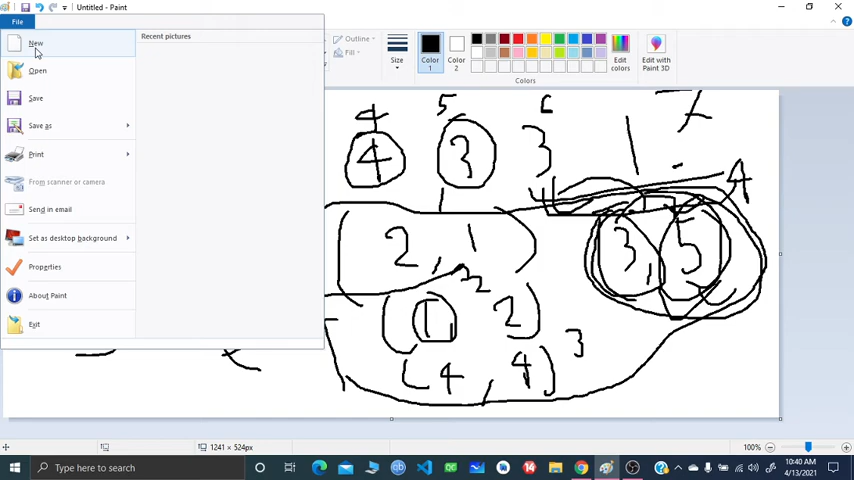 Untitled - Paint
File
New
Open
Save
Save as
Print
From scanner or camera
Send in email
Set as desktop background
Properties
About Paint
Exit
Recent pictures
Outline
Fill
Size
Color
1
Color
2
Edit
colors
Edit with
Paint 3D
Colors
4 5 6 7
4 3 3 1
4
2, 1
3, 5
2
1 2
3
(4, 4)
1241 × 524px
100%
Type here to search
14
10:40 AM
4/13/2021